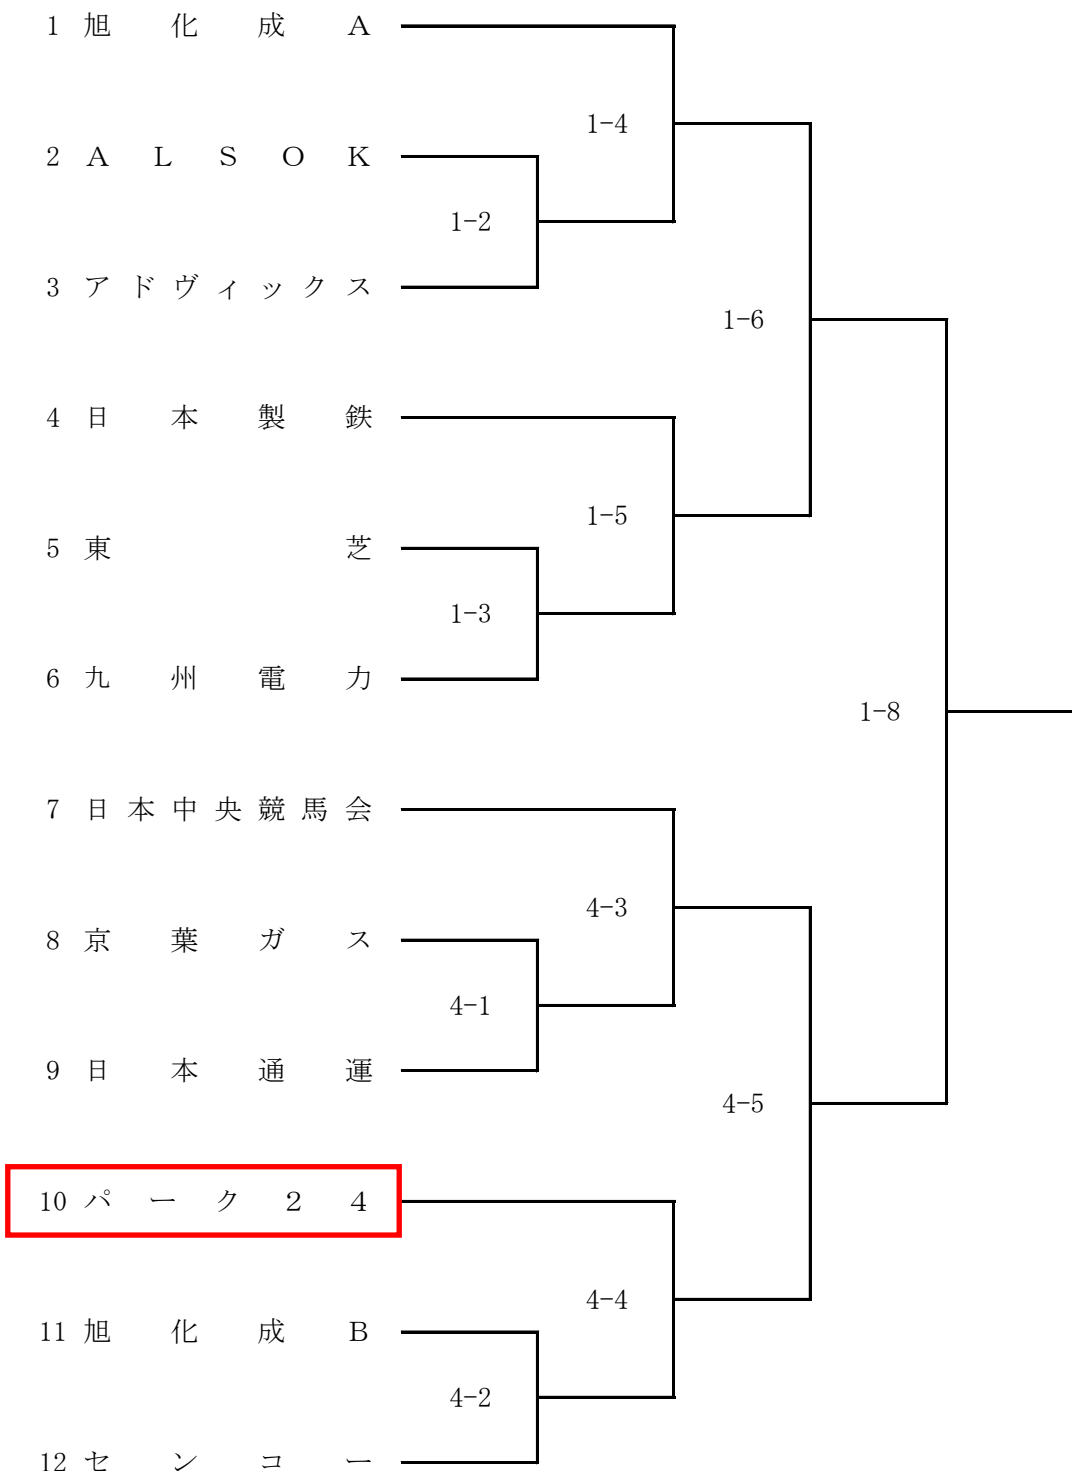 1 旭化成A
1-4
2 ALSOK
1-2
3 アドヴィックス
1-6
4 日本製鉄
1-5
5 東芝
1-3
6 九州電力
1-8
7 日本中央競馬会
4-3
8 京葉ガス
4-1
9 日本通運
4-5
10 パーク24
4-4
11 旭化成B
4-2
12 センコー